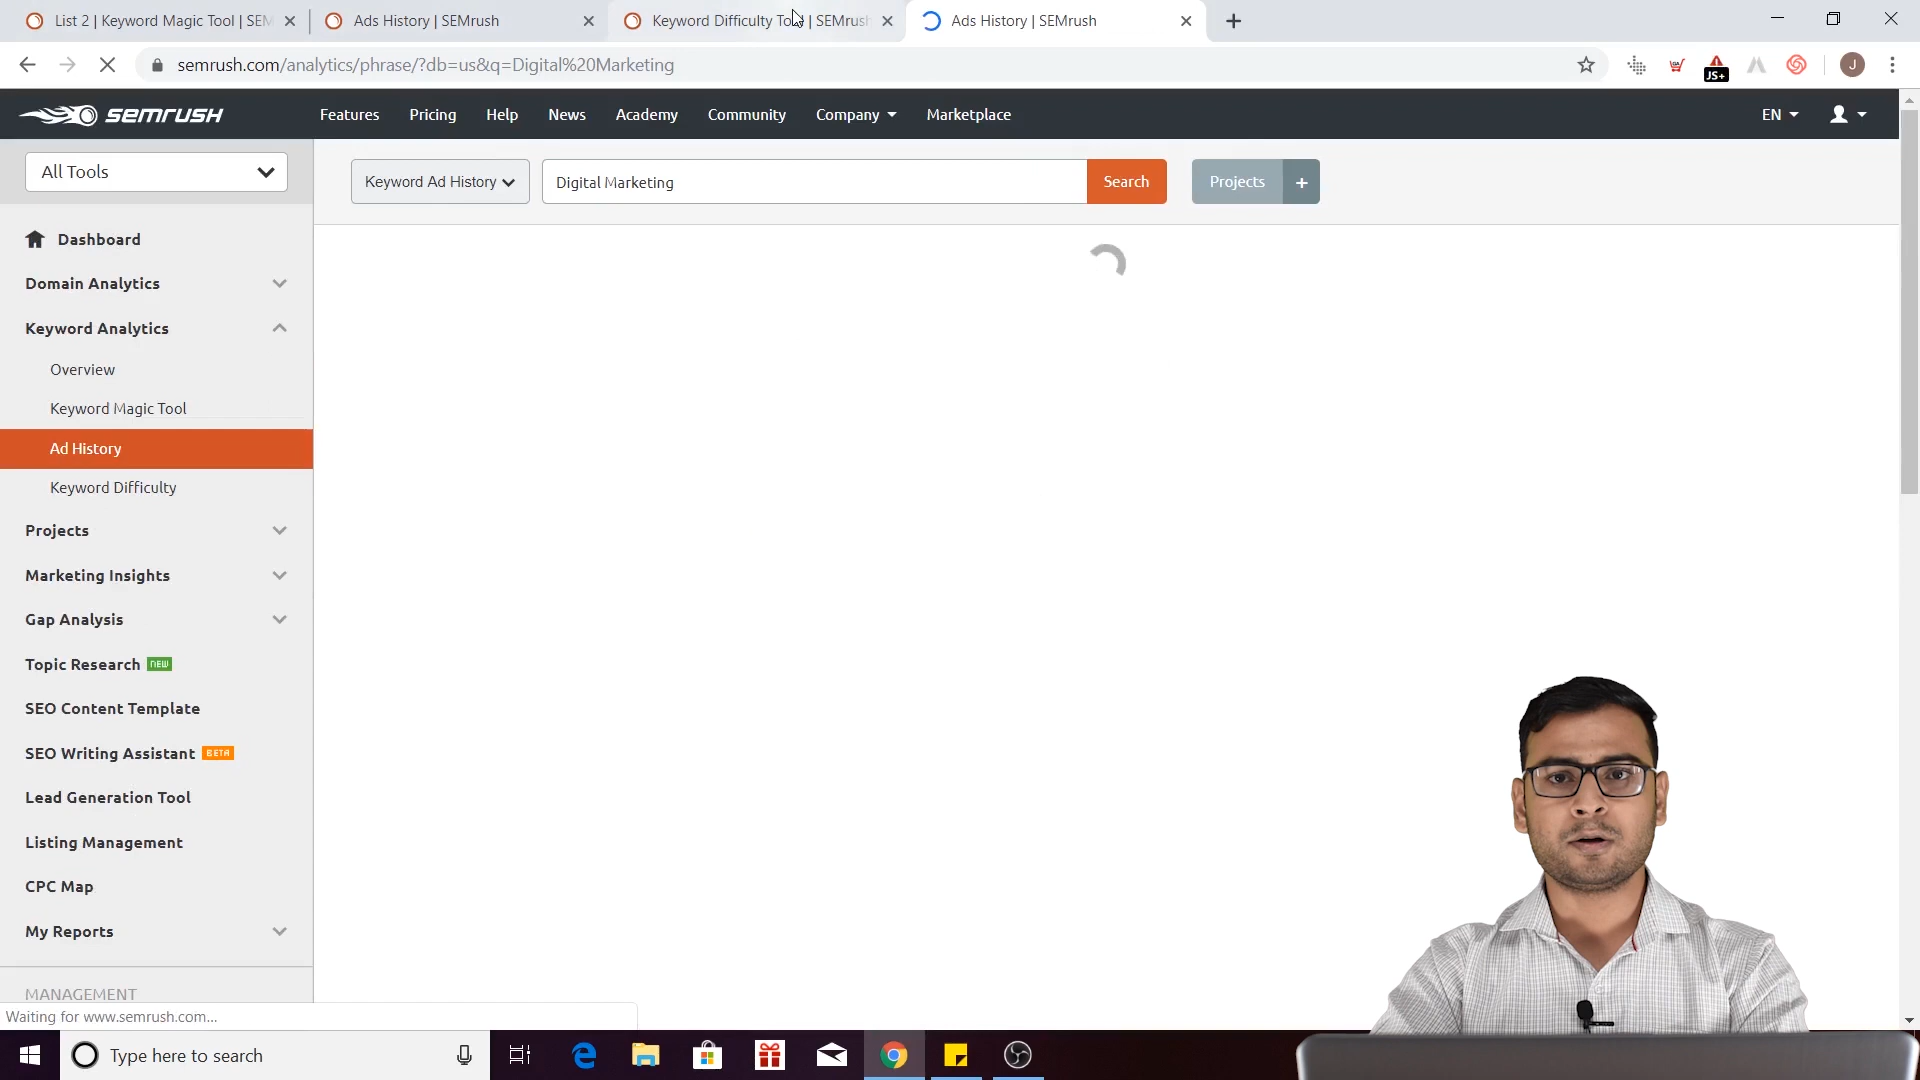 List 2 | Keyword Magic Tool | SEM
Ads History | SEMrush
Keyword Difficulty Tool | SEMrush
Ads History | SEMrush
semrush.com/analytics/phrase/?db=us&q=Digital%20Marketing
JS+
J
SEMRUSH
Features
Pricing
Help
News
Academy
Community
Company
Marketplace
EN
All Tools
Keyword Ad History
Digital Marketing
Search
Projects
+
Dashboard
Domain Analytics
Keyword Analytics
Overview
Keyword Magic Tool
Ad History
Keyword Difficulty
Projects
Marketing Insights
Gap Analysis
Topic Research NEW
SEO Content Template
SEO Writing Assistant BETA
Lead Generation Tool
Listing Management
CPC Map
My Reports
MANAGEMENT
Waiting for www.semrush.com...
Type here to search